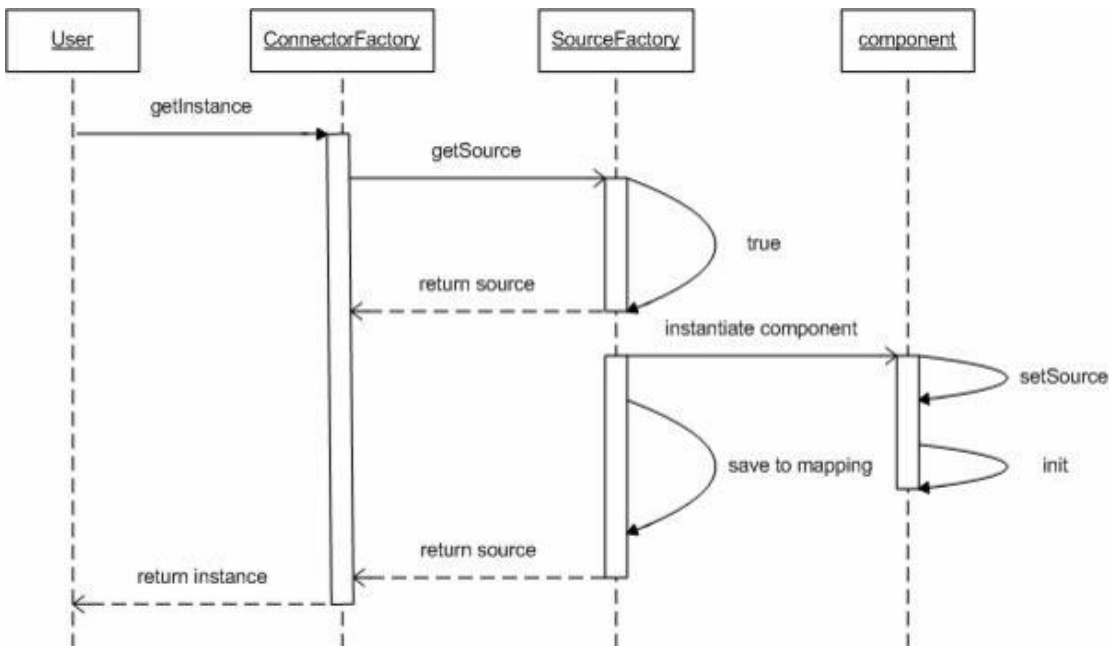 User
ConnectorFactory
SourceFactory
component
getInstance
getSource
true
return source
instantiate component
setSource
save to mapping
init
return source
return instance